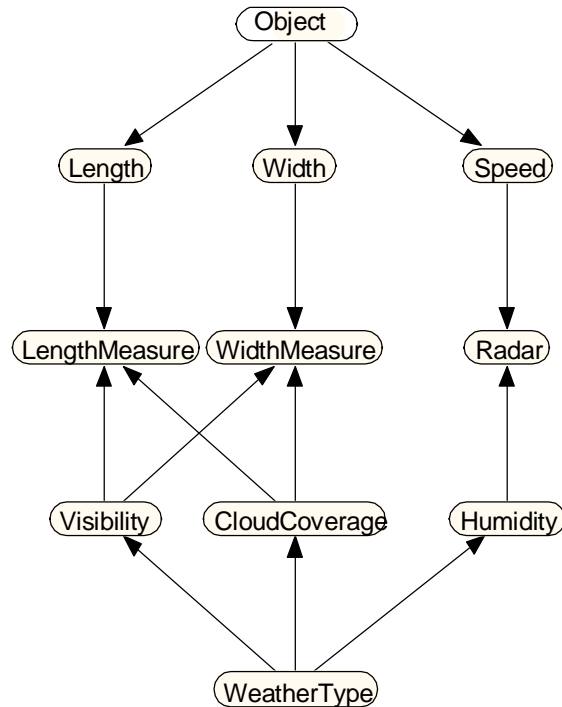 Object
Length
Width
Speed
LengthMeasure
WidthMeasure
Radar
Visibility
CloudCoverage
Humidity
WeatherType